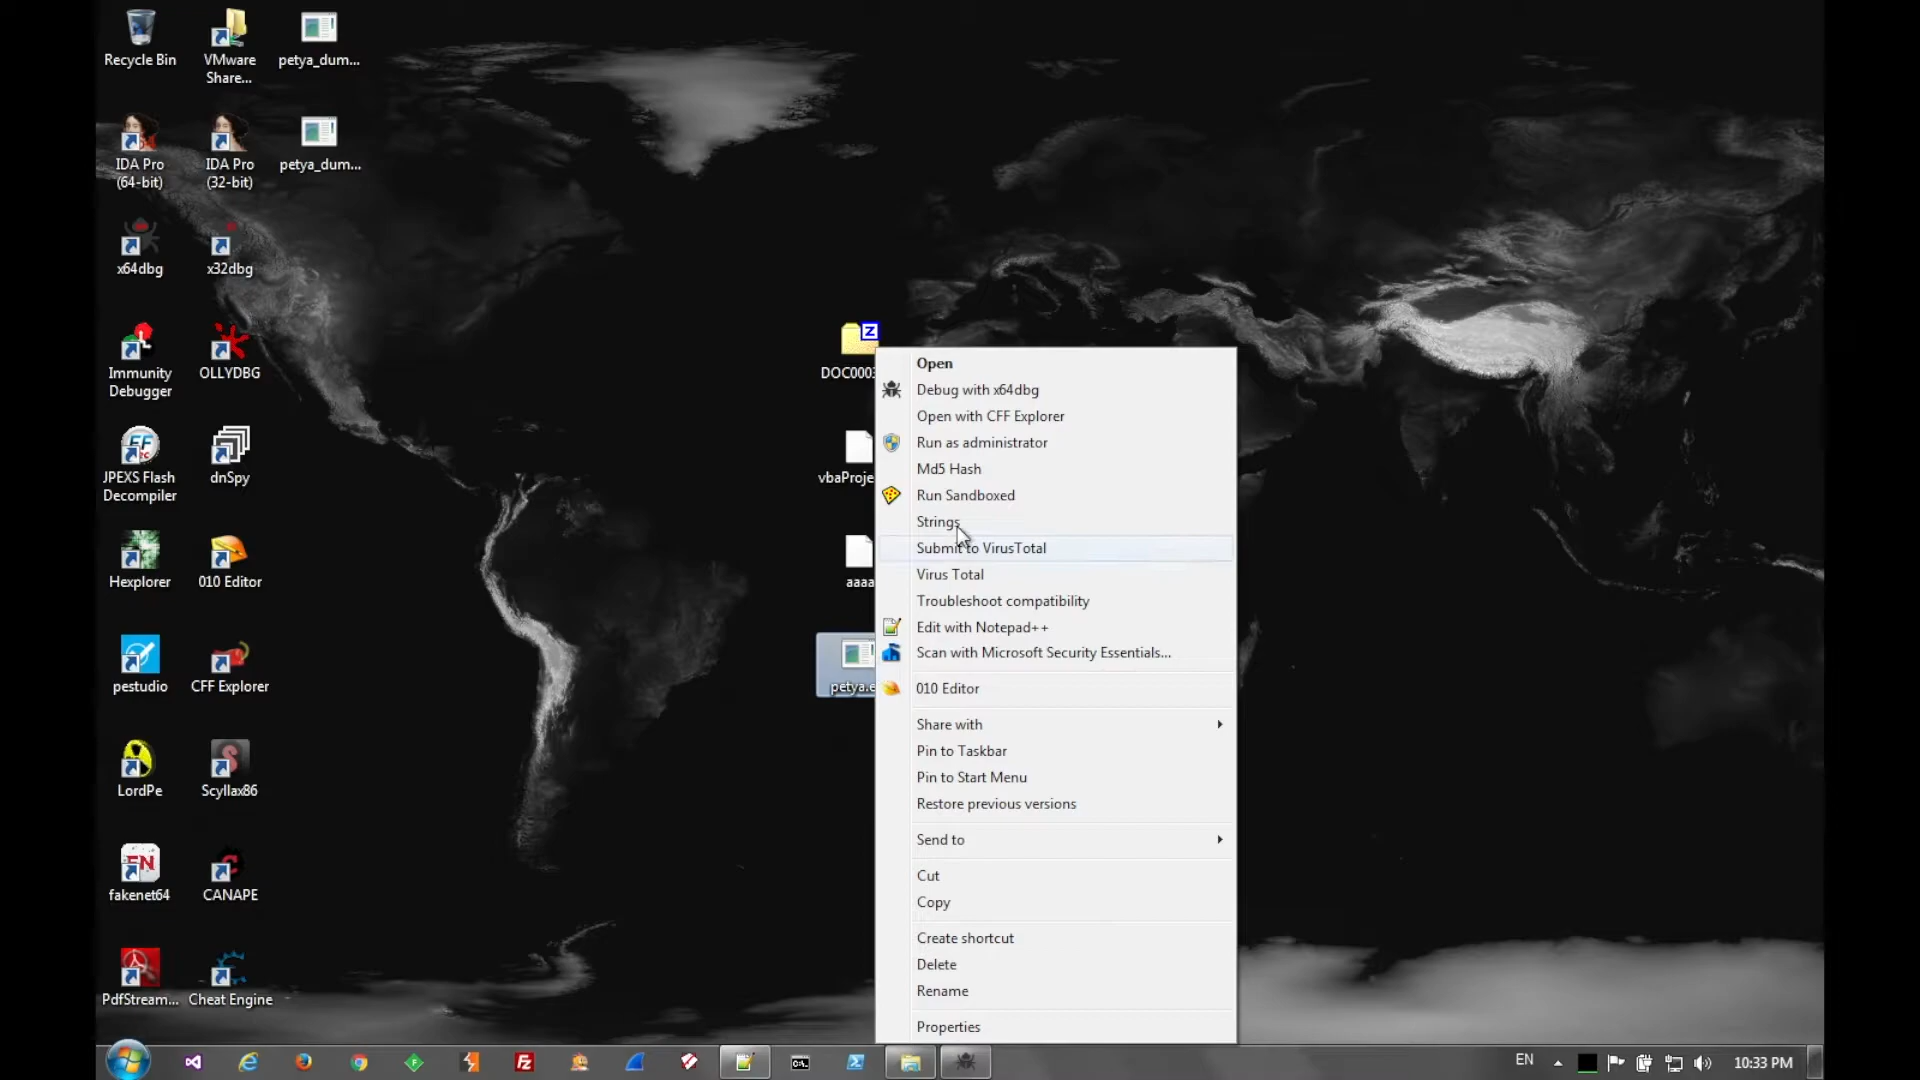 Recycle Bin
VMware
Share...
petya_dum...
IDA Pro
(64-bit)
IDA Pro
(32-bit)
petya_dum...
x64dbg
x32dbg
Immunity
Debugger
OLLYDBG
JPEXS Flash
Decompiler
dnSpy
Hexplorer
010 Editor
pestudio
CFF Explorer
LordPe
Scyllax86
fakenet64
CANAPE
PdfStream...
Cheat Engine
DOC000
vbaProje
aaaa
petya.e
Open
Debug with x64dbg
Open with CFF Explorer
Run as administrator
Md5 Hash
Run Sandboxed
Strings
Submit to VirusTotal
Virus Total
Troubleshoot compatibility
Edit with Notepad++
Scan with Microsoft Security Essentials...
010 Editor
Share with
Pin to Taskbar
Pin to Start Menu
Restore previous versions
Send to
Cut
Copy
Create shortcut
Delete
Rename
Properties
EN
10:33 PM